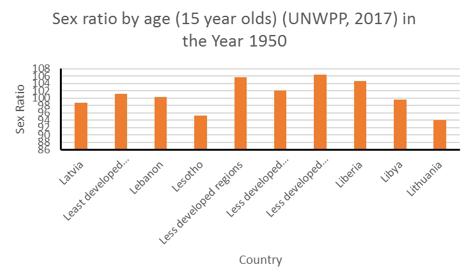 Sex ratio by age (15 year olds) (UNWPP, 2017) in
the Year 1950
108
106
104
102
100
98
96
94
92
90
88
86
Sex Ratio
Latvia
Least developed...
Lebanon
Lesotho
Less developed regions
Less developed...
Less developed...
Liberia
Libya
Lithuania
Country